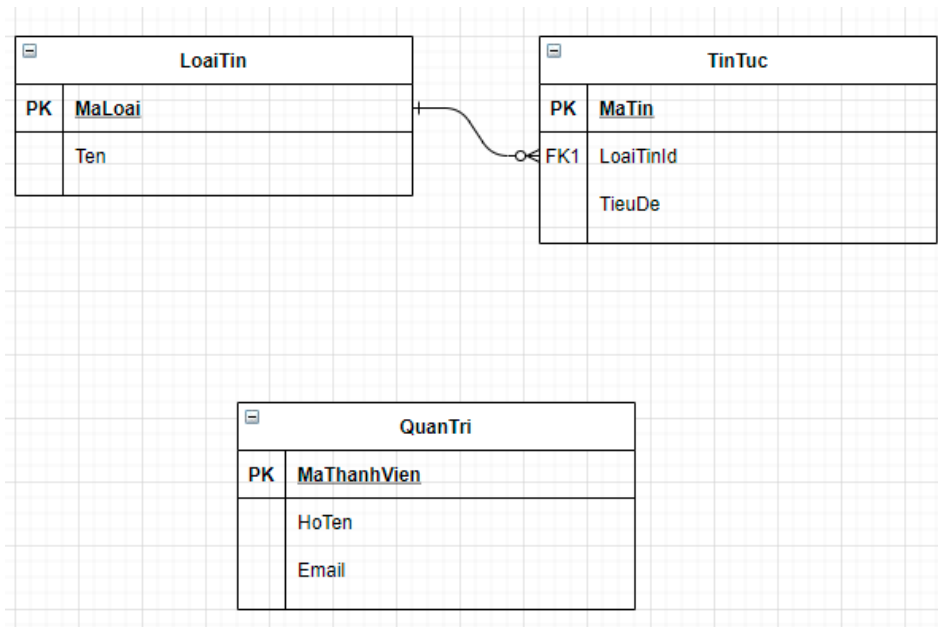 LoaiTin
PK MaLoai
Ten
TinTuc
PK MaTin
FK1 LoaiTinId
TieuDe
QuanTri
PK MaThanhVien
HoTen
Email